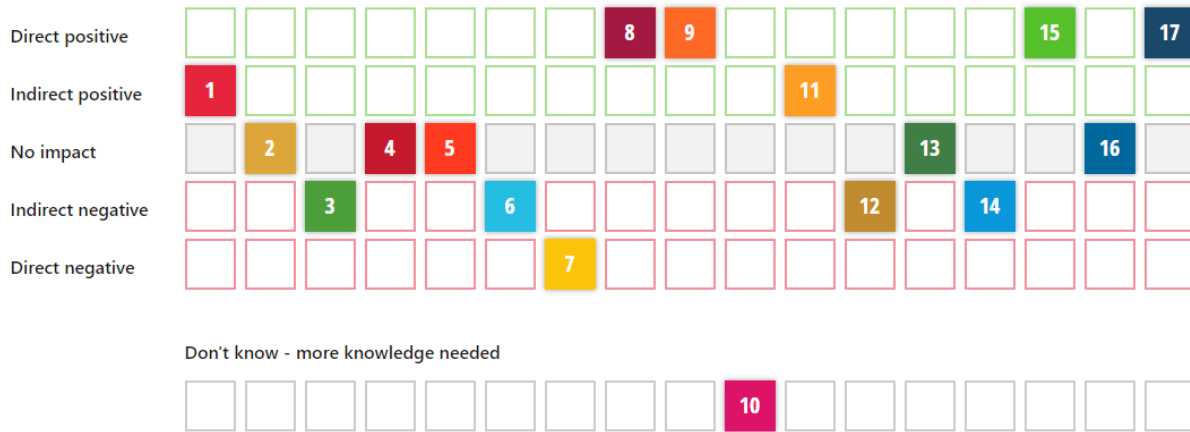 Direct positive 8 9 15 17
Indirect positive 1 11
No impact 2 4 5 13 16
Indirect negative 3 6 12 14
Direct negative 7
Don't know - more knowledge needed
10